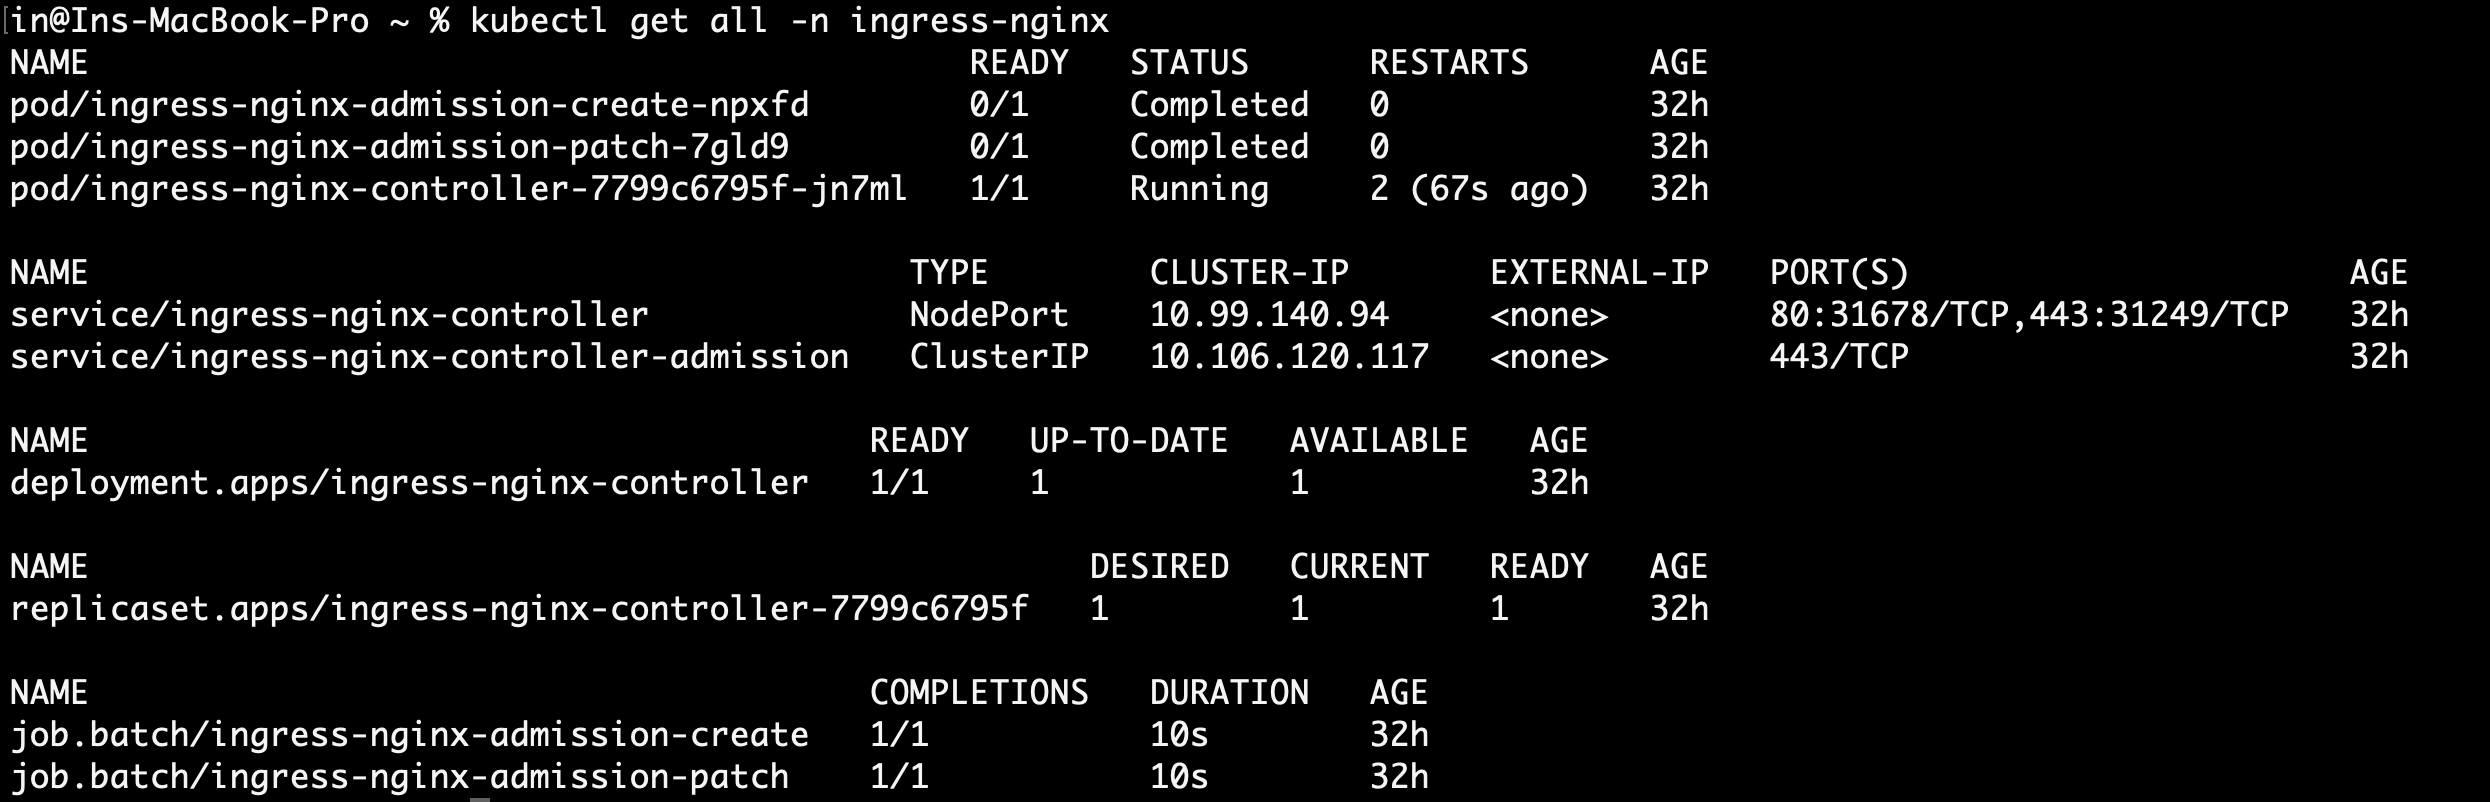 in@Ins-MacBook-Pro ~ % kubectl get all -n ingress-nginx
NAME READY STATUS RESTARTS AGE
pod/ingress-nginx-admission-create-npxfd 0/1 Completed 0 32h
pod/ingress-nginx-admission-patch-7gld9 0/1 Completed 0 32h
pod/ingress-nginx-controller-7799c6795f-jn7ml 1/1 Running 2 (67s ago) 32h
NAME TYPE CLUSTER-IP EXTERNAL-IP PORT(S) AGE
service/ingress-nginx-controller NodePort 10.99.140.94 <none> 80:31678/TCP,443:31249/TCP 32h
service/ingress-nginx-controller-admission ClusterIP 10.106.120.117 <none> 443/TCP 32h
NAME READY UP-TO-DATE AVAILABLE AGE
deployment.apps/ingress-nginx-controller 1/1 1 1 32h
NAME DESIRED CURRENT READY AGE
replicaset.apps/ingress-nginx-controller-7799c6795f 1 1 1 32h
NAME COMPLETIONS DURATION AGE
job.batch/ingress-nginx-admission-create 1/1 10s 32h
job.batch/ingress-nginx-admission-patch 1/1 10s 32h